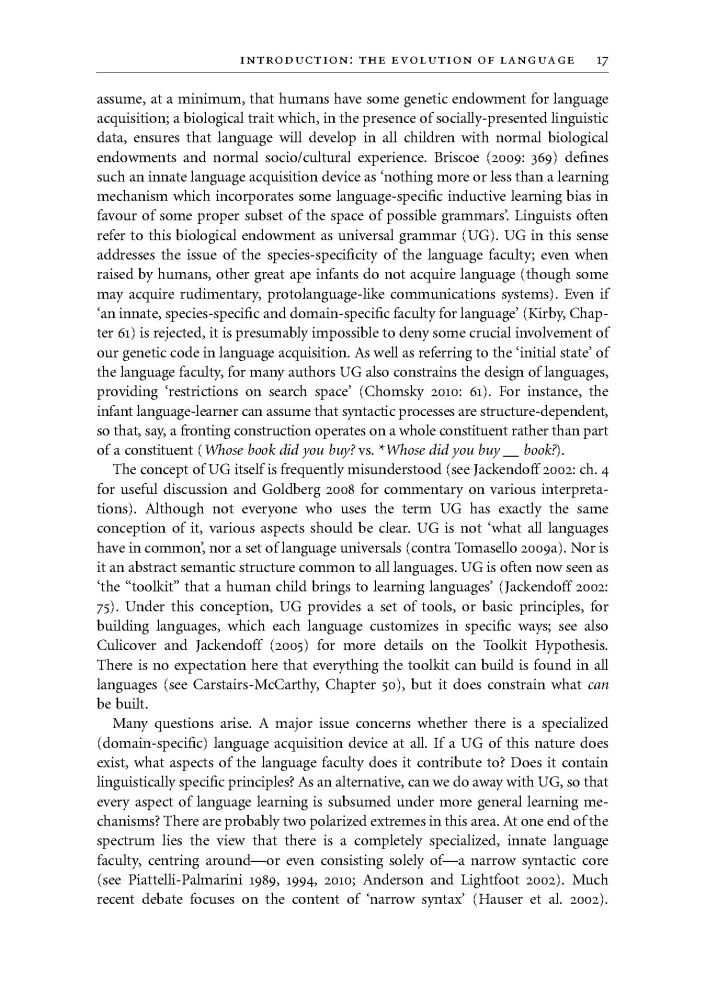 INTRODUCTION: THE EVOLUTION OF LANGUAGE 17
assume, at a minimum, that humans have some genetic endowment for language
acquisition; a biological trait which, in the presence of socially-presented linguistic
data, ensures that language will develop in all children with normal biological
endowments and normal socio/cultural experience. Briscoe (2009: 369) defines
such an innate language acquisition device as ‘nothing more or less than a learning
mechanism which incorporates some language-specific inductive learning bias in
favour of some proper subset of the space of possible grammars’. Linguists often
refer to this biological endowment as universal grammar (UG). UG in this sense
addresses the issue of the species-specificity of the language faculty; even when
raised by humans, other great ape infants do not acquire language (though some
may acquire rudimentary, protolanguage-like communications systems). Even if
‘an innate, species-specific and domain-specific faculty for language’ (Kirby, Chap-
ter 61) is rejected, it is presumably impossible to deny some crucial involvement of
our genetic code in language acquisition. As well as referring to the ‘initial state’ of
the language faculty, for many authors UG also constrains the design of languages,
providing ‘restrictions on search space’ (Chomsky 2010: 61). For instance, the
infant language-learner can assume that syntactic processes are structure-dependent,
so that, say, a fronting construction operates on a whole constituent rather than part
of a constituent (Whose book did you buy? vs. *Whose did you buy __ book?).
The concept of UG itself is frequently misunderstood (see Jackendoff 2002: ch. 4
for useful discussion and Goldberg 2008 for commentary on various interpreta-
tions). Although not everyone who uses the term UG has exactly the same
conception of it, various aspects should be clear. UG is not ‘what all languages
have in common’, nor a set of language universals (contra Tomasello 2009a). Nor is
it an abstract semantic structure common to all languages. UG is often now seen as
‘the “toolkit” that a human child brings to learning languages’ (Jackendoff 2002:
75). Under this conception, UG provides a set of tools, or basic principles, for
building languages, which each language customizes in specific ways; see also
Culicover and Jackendoff (2005) for more details on the Toolkit Hypothesis.
There is no expectation here that everything the toolkit can build is found in all
languages (see Carstairs-McCarthy, Chapter 50), but it does constrain what can
be built.
Many questions arise. A major issue concerns whether there is a specialized
(domain-specific) language acquisition device at all. If a UG of this nature does
exist, what aspects of the language faculty does it contribute to? Does it contain
linguistically specific principles? As an alternative, can we do away with UG, so that
every aspect of language learning is subsumed under more general learning me-
chanisms? There are probably two polarized extremes in this area. At one end of the
spectrum lies the view that there is a completely specialized, innate language
faculty, centring around—or even consisting solely of—a narrow syntactic core
(see Piattelli-Palmarini 1989, 1994, 2010; Anderson and Lightfoot 2002). Much
recent debate focuses on the content of ‘narrow syntax’ (Hauser et al. 2002).